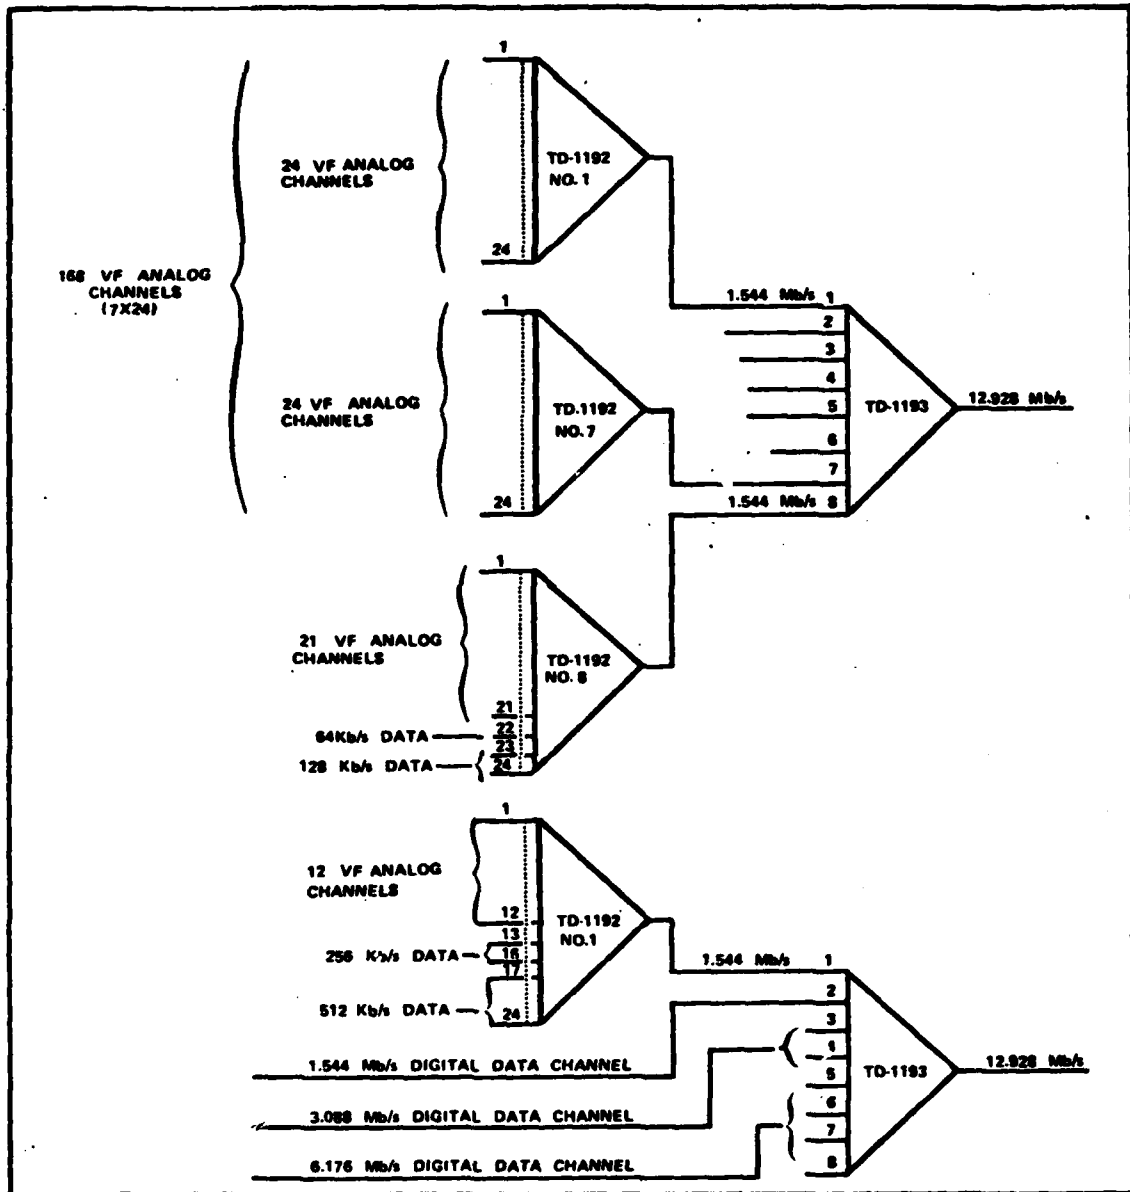 1
24 VF ANALOG
CHANNELS
TD-1192
NO. 1
24
168 VF ANALOG
CHANNELS
(7X24)
1
1.544 Mb/s 1
2
3
4
5
6
7
1.544 Mb/s 8
TD-1193
12.928 Mb/s
24 VF ANALOG
CHANNELS
TD.1192
NO. 7
24
1
21 VF ANALOG
CHANNELS
TD-1192
NO. 8
21
64Kb/s DATA
22
23
128 Kb/s DATA
24
1
12 VF ANALOG
CHANNELS
12
TD-1192
NO.1
13
256 Kb/s DATA
16
17
512 Kb/s DATA
24
1.544 Mb/s 1
2
3
4
5
6
7
8
TD-1193
12.928 Mb/s
1.544 Mb/s DIGITAL DATA CHANNEL
3.088 Mb/s DIGITAL DATA CHANNEL
6.176 Mb/s DIGITAL DATA CHANNEL